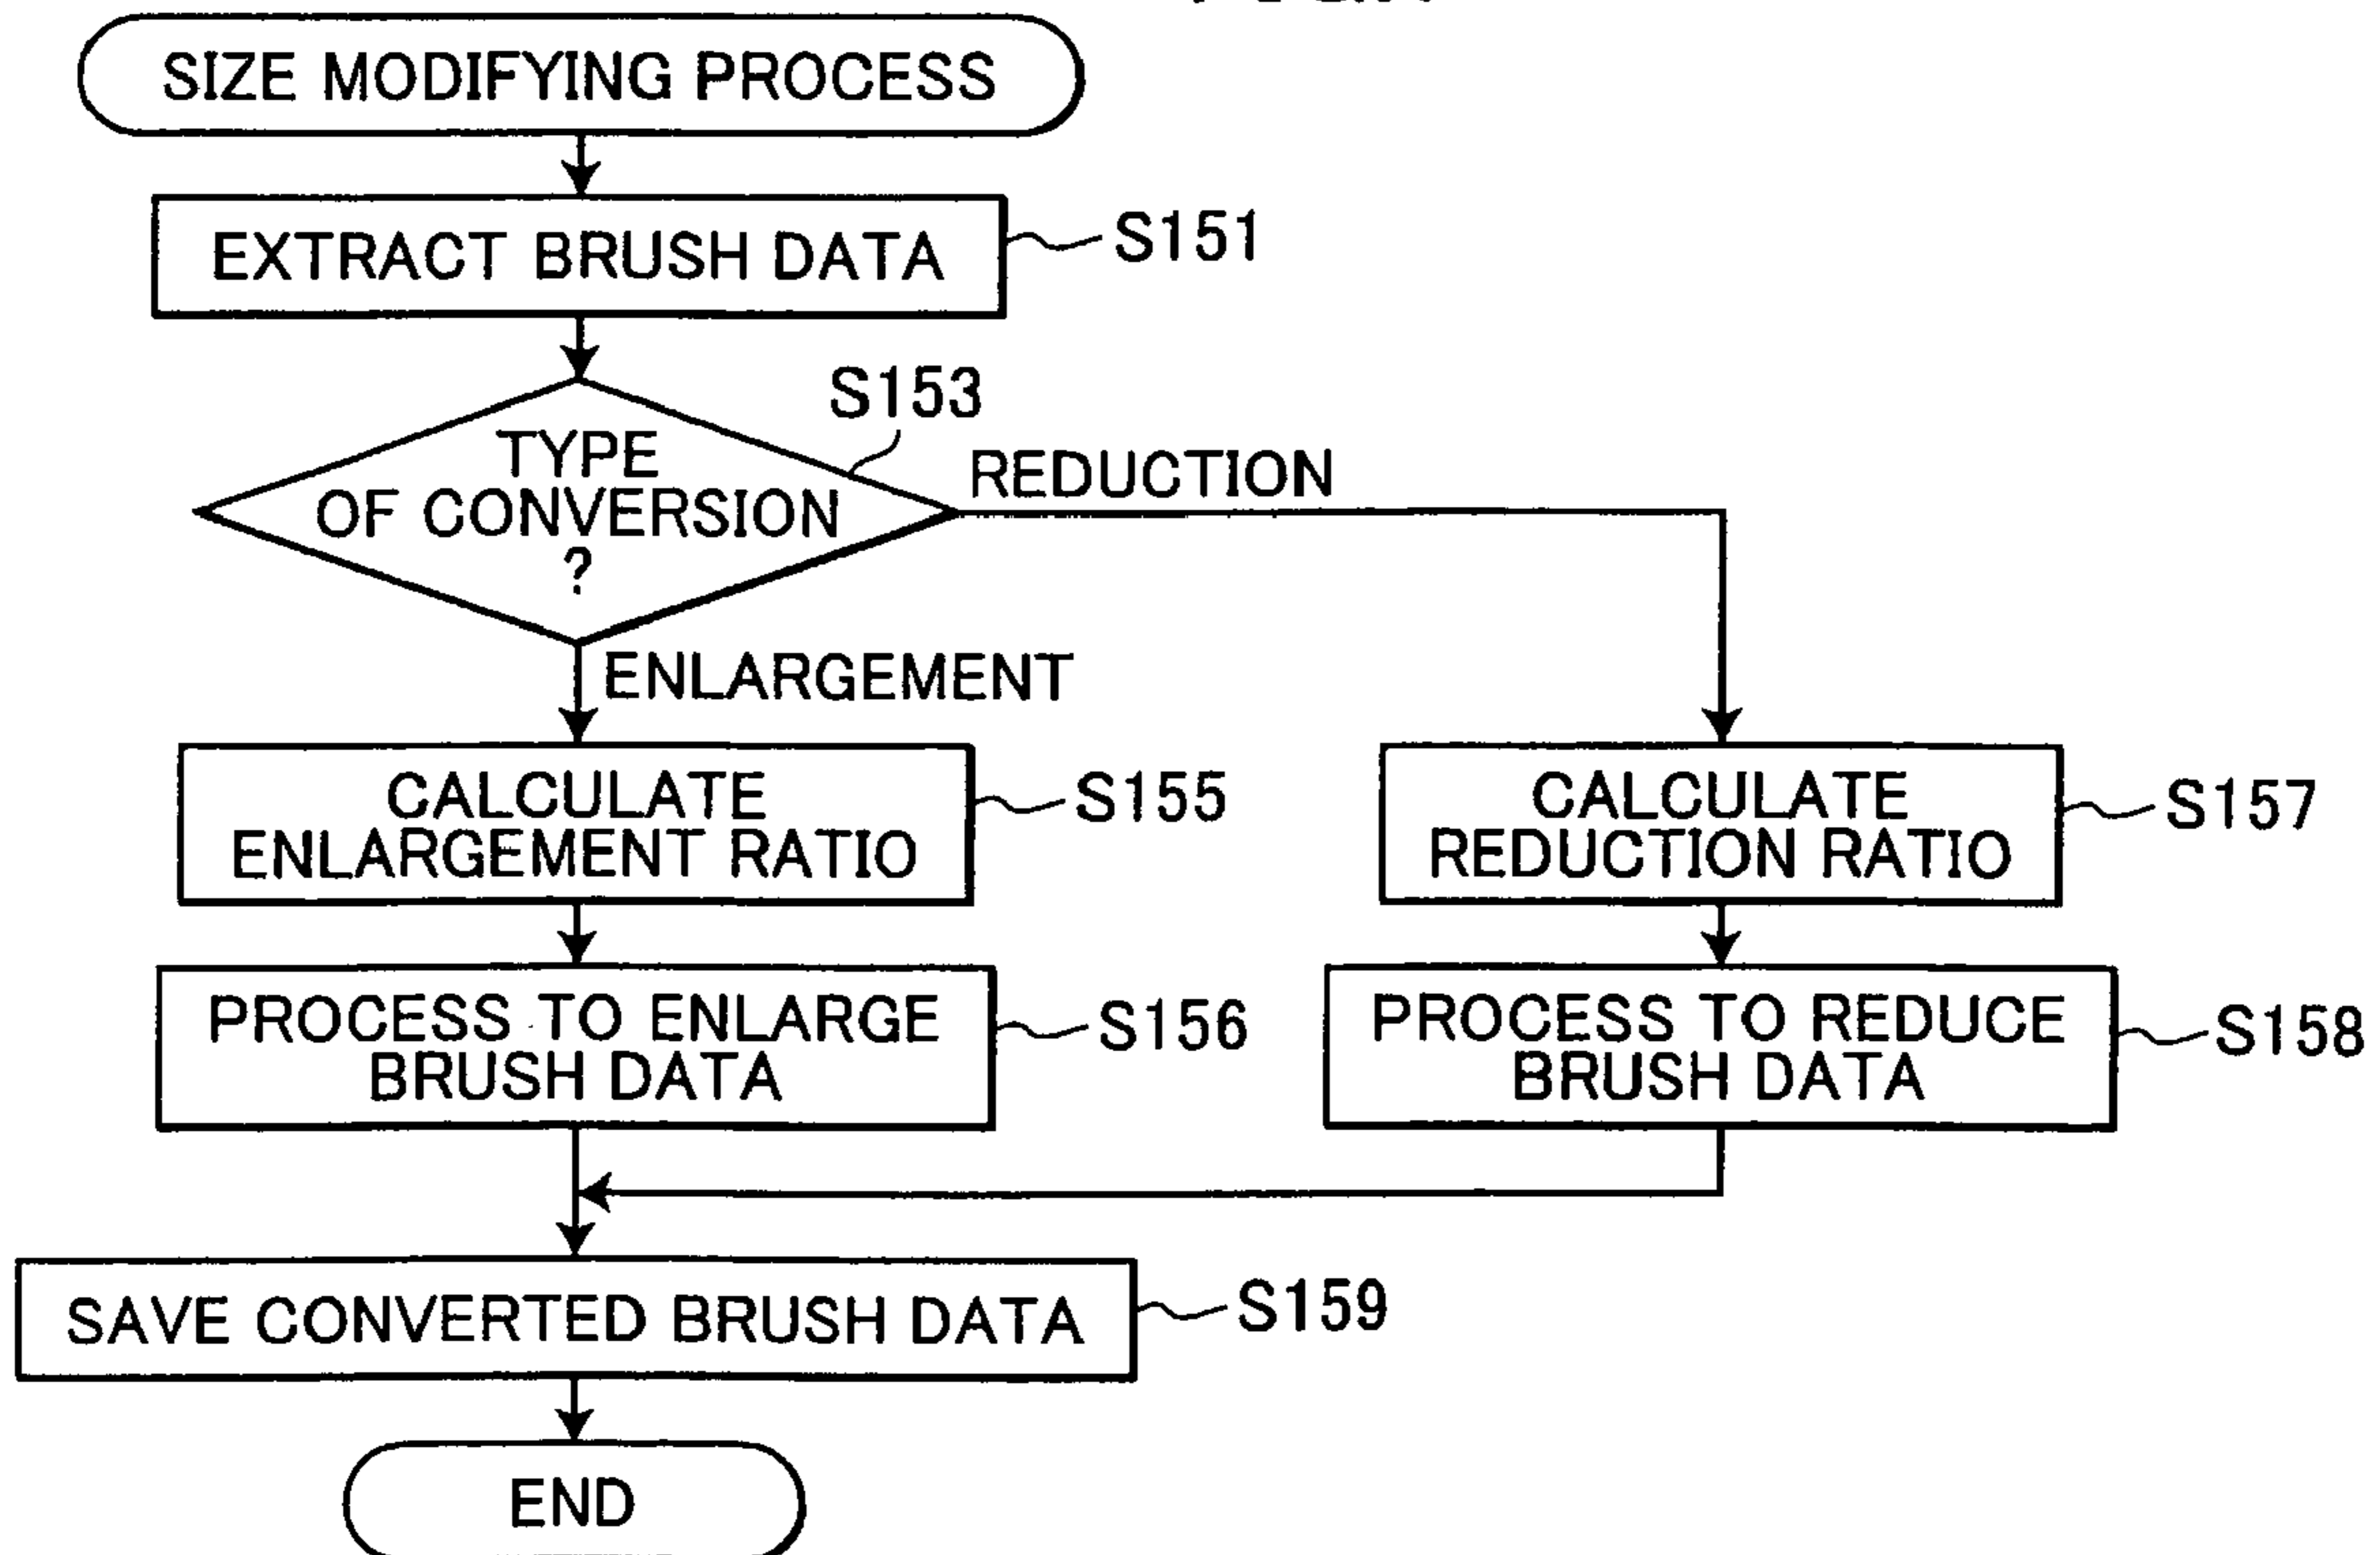 SIZE MODIFYING PROCESS
EXTRACT BRUSH DATA
S151
S153
TYPE
OF CONVERSION
?
REDUCTION
ENLARGEMENT
CALCULATE
ENLARGEMENT RATIO
S155
CALCULATE
REDUCTION RATIO
S157
PROCESS TO ENLARGE
BRUSH DATA
S156
PROCESS TO REDUCE
BRUSH DATA
S158
SAVE CONVERTED BRUSH DATA
S159
END